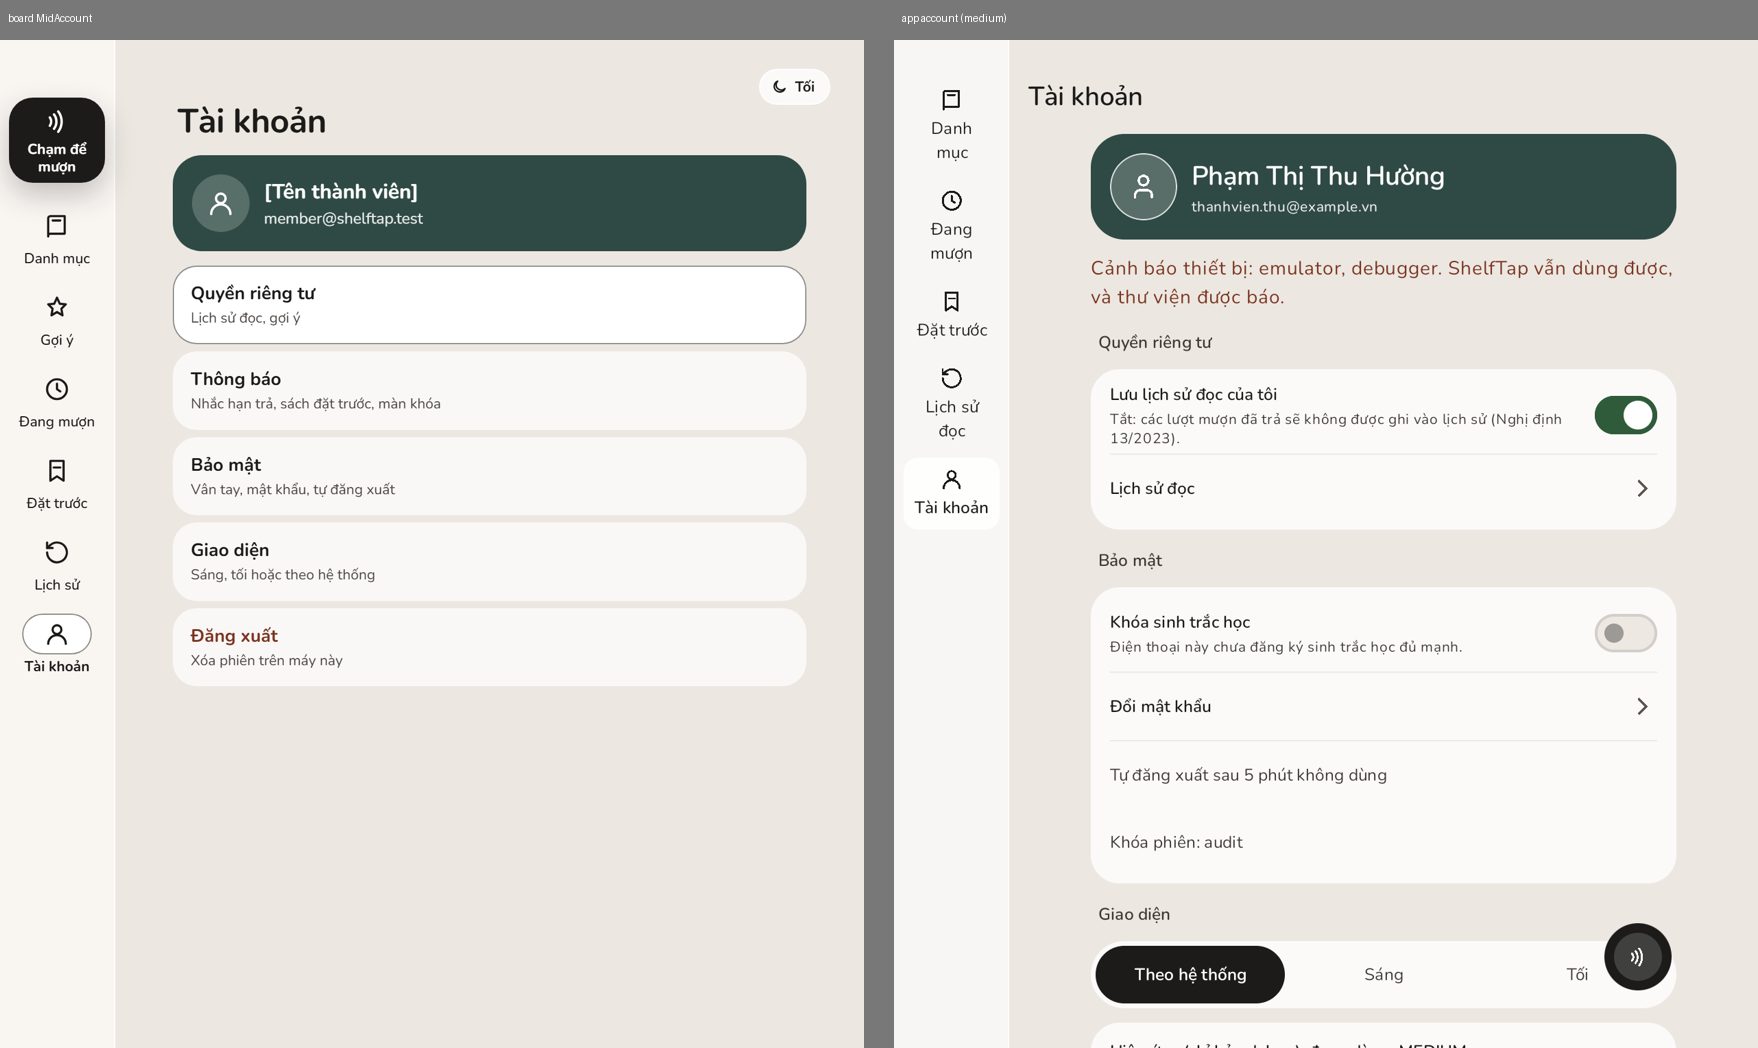 board MidAccount
Chạm để
mượn
Danh mục
Gợi ý
Đang mượn
Đặt trước
Lịch sử
Tài khoản
Tối
Tài khoản
[Tên thành viên]
member@shelftap.test
Quyền riêng tư
Lịch sử đọc, gợi ý
Thông báo
Nhắc hạn trả, sách đặt trước, màn khóa
Bảo mật
Vân tay, mật khẩu, tự đăng xuất
Giao diện
Sáng, tối hoặc theo hệ thống
Đăng xuất
Xóa phiên trên máy này
app account (medium)
Danh
mục
Đang
mượn
Đặt trước
Lịch sử
đọc
Tài khoản
Tài khoản
Phạm Thị Thu Hường
thanhvien.thu@example.vn
Cảnh báo thiết bị: emulator, debugger. ShelfTap vẫn dùng được,
và thư viện được báo.
Quyền riêng tư
Lưu lịch sử đọc của tôi
Tắt: các lượt mượn đã trả sẽ không được ghi vào lịch sử (Nghị định
13/2023).
Lịch sử đọc
Bảo mật
Khóa sinh trắc học
Điện thoại này chưa đăng ký sinh trắc học đủ mạnh.
Đổi mật khẩu
Tự đăng xuất sau 5 phút không dùng
Khóa phiên: audit
Giao diện
Theo hệ thống
Sáng
Tối